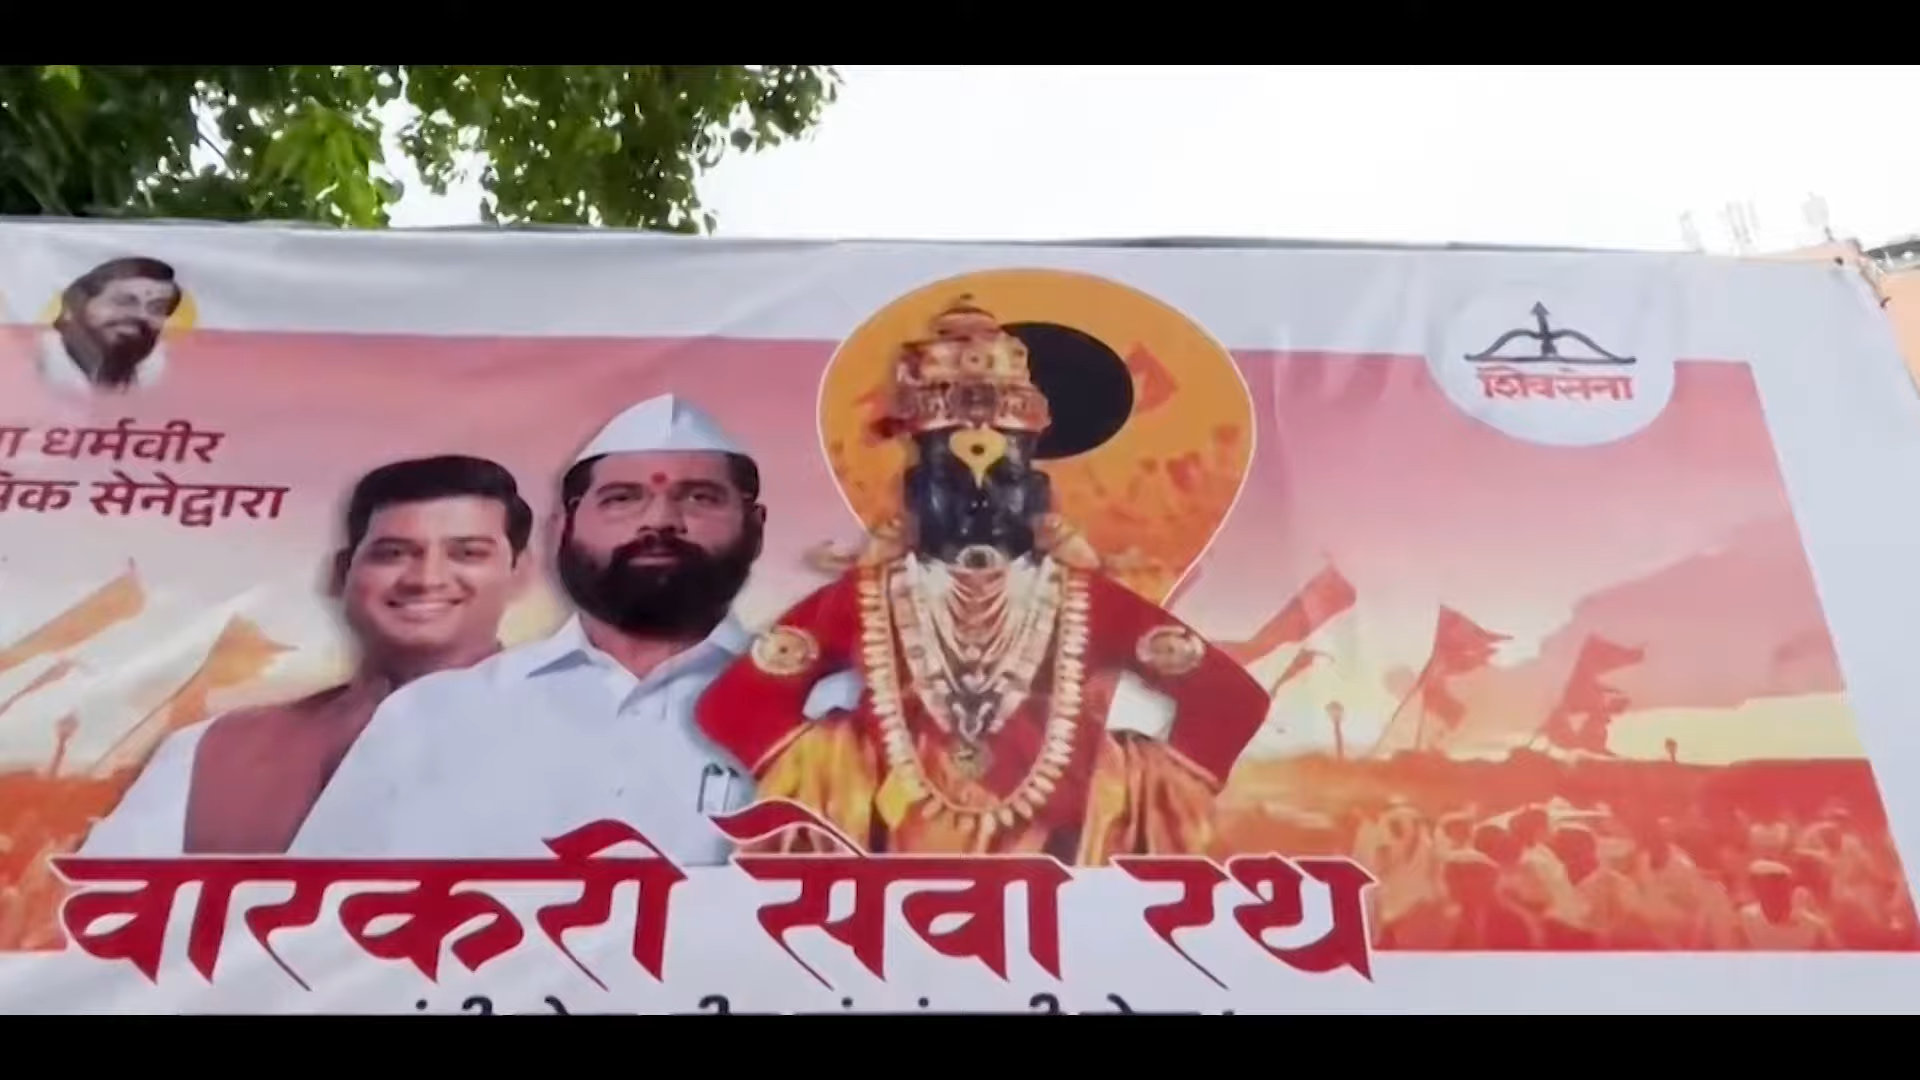 शिवसेना
धर्मवीर
सेनेद्वारा
वारकरी सेवा रथ